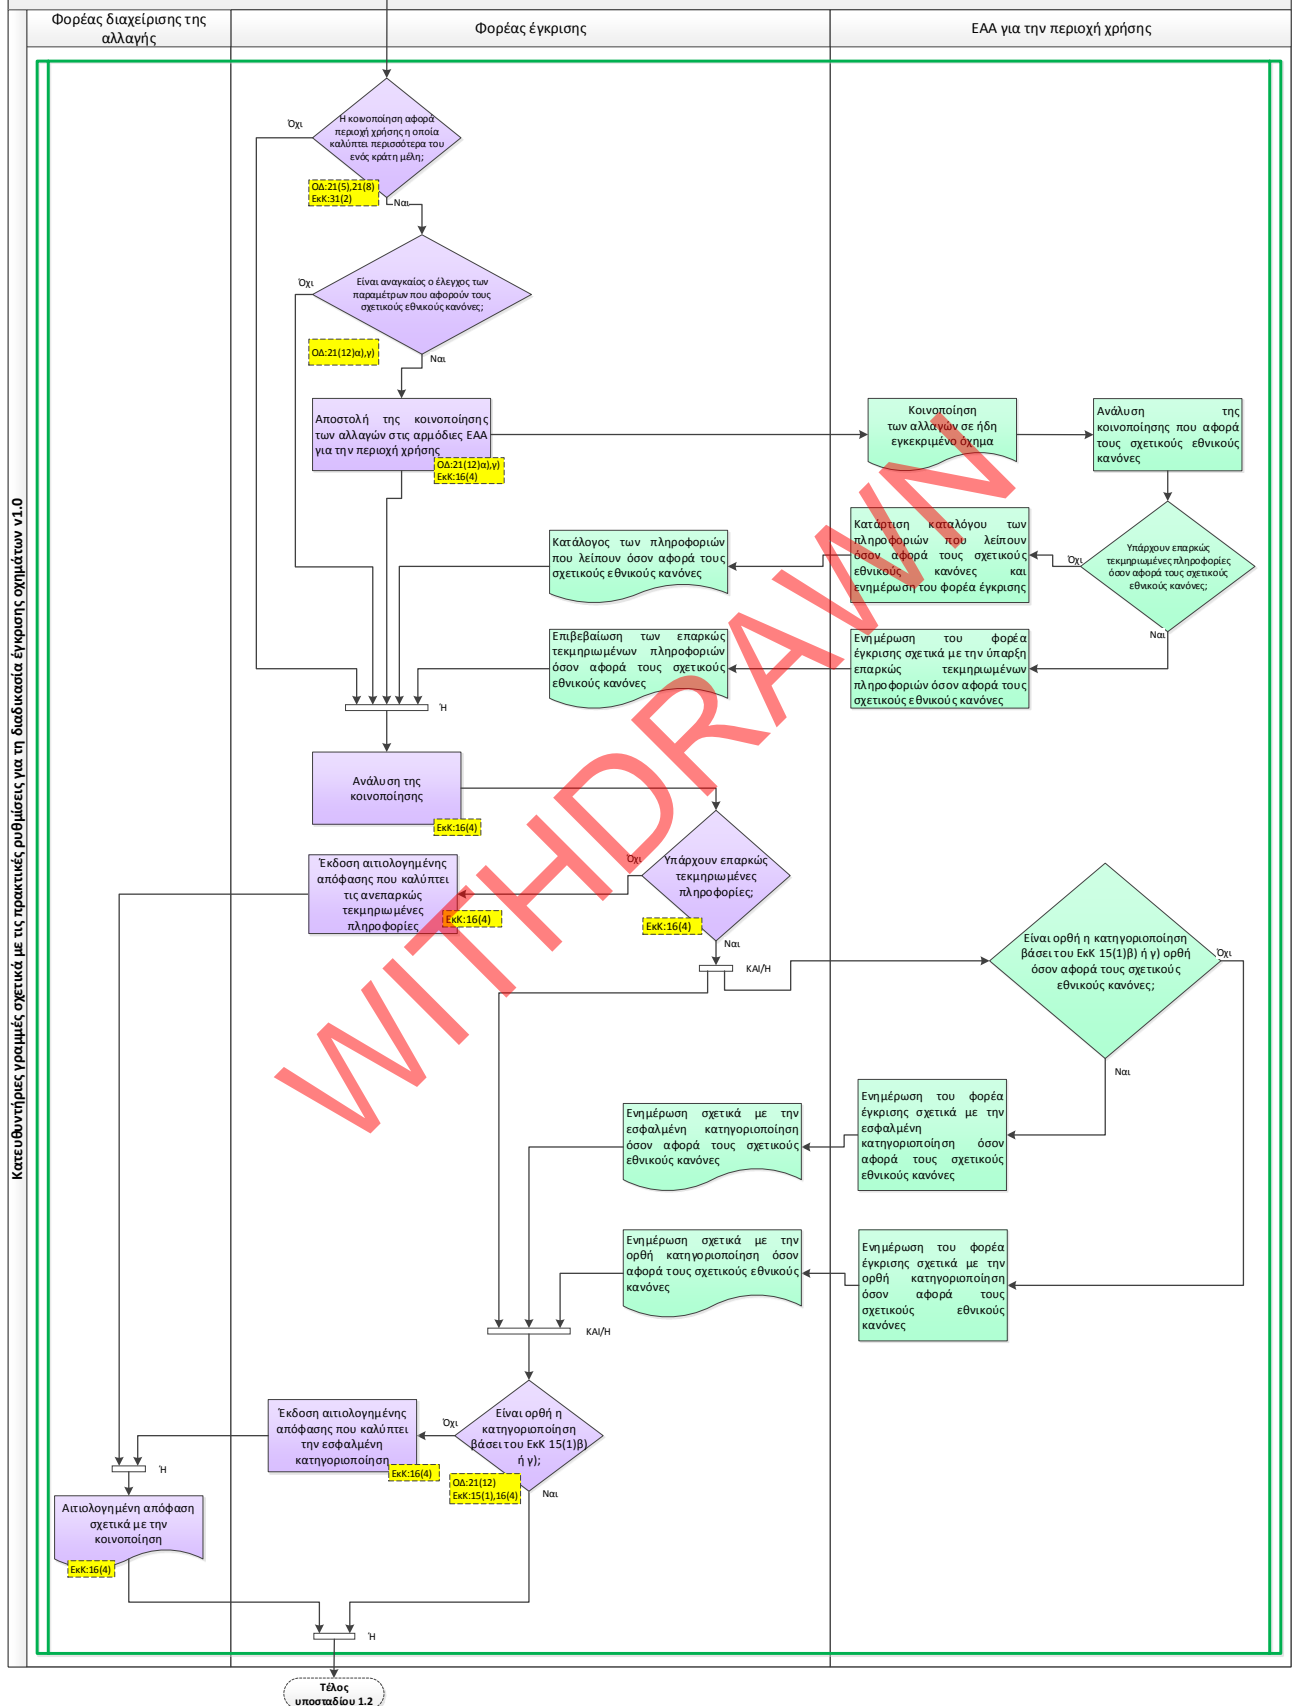 Φορέας διαχείρισης της
αλλαγής
Φορέας έγκρισης
ΕΑΑ για την περιοχή χρήσης
Κατευθυντήριες γραμμές σχετικά με τις πρακτικές ρυθμίσεις για τη διαδικασία έγκρισης οχημάτων v1.0
Η κοινοποίηση αφορά
περιοχή χρήσης η οποία
καλύπτει περισσότερα του
ενός κράτη μέλη;
Όχι
ΟΔ:21(5),21(8)
ΕκΚ:31(2)
Ναι
Είναι αναγκαίος ο έλεγχος των
παραμέτρων που αφορούν τους
σχετικούς εθνικούς κανόνες;
Όχι
ΟΔ:21(12)α),γ)
Ναι
Αποστολή της κοινοποίησης
των αλλαγών στις αρμόδιες ΕΑΑ
για την περιοχή χρήσης
ΟΔ:21(12)α),γ)
ΕκΚ:16(4)
Κοινοποίηση
των αλλαγών σε ήδη
εγκεκριμένο όχημα
Ανάλυση της
κοινοποίησης που αφορά
τους σχετικούς εθνικούς
κανόνες
Υπάρχουν επαρκώς
τεκμηριωμένες πληροφορίες
όσον αφορά τους σχετικούς
εθνικούς κανόνες;
Όχι
Ναι
Κατάρτιση καταλόγου των
πληροφοριών που λείπουν
όσον αφορά τους σχετικούς
εθνικούς κανόνες και
ενημέρωση του φορέα έγκρισης
Κατάλογος των πληροφοριών
που λείπουν όσον αφορά τους
σχετικούς εθνικούς κανόνες
Ενημέρωση του φορέα
έγκρισης σχετικά με την ύπαρξη
επαρκώς τεκμηριωμένων
πληροφοριών όσον αφορά τους
σχετικούς εθνικούς κανόνες
Επιβεβαίωση των επαρκώς
τεκμηριωμένων πληροφοριών
όσον αφορά τους σχετικούς
εθνικούς κανόνες
Ή
Ανάλυση της
κοινοποίησης
ΕκΚ:16(4)
Υπάρχουν επαρκώς
τεκμηριωμένες
πληροφορίες;
Όχι
ΕκΚ:16(4)
Ναι
Έκδοση αιτιολογημένης
απόφασης που καλύπτει
τις ανεπαρκώς
τεκμηριωμένες
πληροφορίες
ΕκΚ:16(4)
ΚΑΙ/Η
Είναι ορθή η κατηγοριοποίηση
βάσει του ΕκΚ 15(1)β) ή γ) ορθή
όσον αφορά τους σχετικούς
εθνικούς κανόνες;
Όχι
Ναι
Ενημέρωση του φορέα
έγκρισης σχετικά με την
εσφαλμένη
κατηγοριοποίηση όσον
αφορά τους σχετικούς
εθνικούς κανόνες
Ενημέρωση σχετικά με την
εσφαλμένη κατηγοριοποίηση
όσον αφορά τους σχετικούς
εθνικούς κανόνες
Ενημέρωση του φορέα
έγκρισης σχετικά με την
ορθή κατηγοριοποίηση
όσον αφορά τους
σχετικούς εθνικούς
κανόνες
Ενημέρωση σχετικά με την
ορθή κατηγοριοποίηση όσον
αφορά τους σχετικούς εθνικούς
κανόνες
ΚΑΙ/Η
Είναι ορθή η
κατηγοριοποίηση
βάσει του ΕκΚ 15(1)β)
ή γ);
Όχι
ΟΔ:21(12)
ΕκΚ:15(1),16(4)
Ναι
Έκδοση αιτιολογημένης
απόφασης που καλύπτει
την εσφαλμένη
κατηγοριοποίηση
ΕκΚ:16(4)
Ή
Αιτιολογημένη απόφαση
σχετικά με την
κοινοποίηση
ΕκΚ:16(4)
Ή
Τέλος
υποσταδίου 1.2
WITHDRAWN